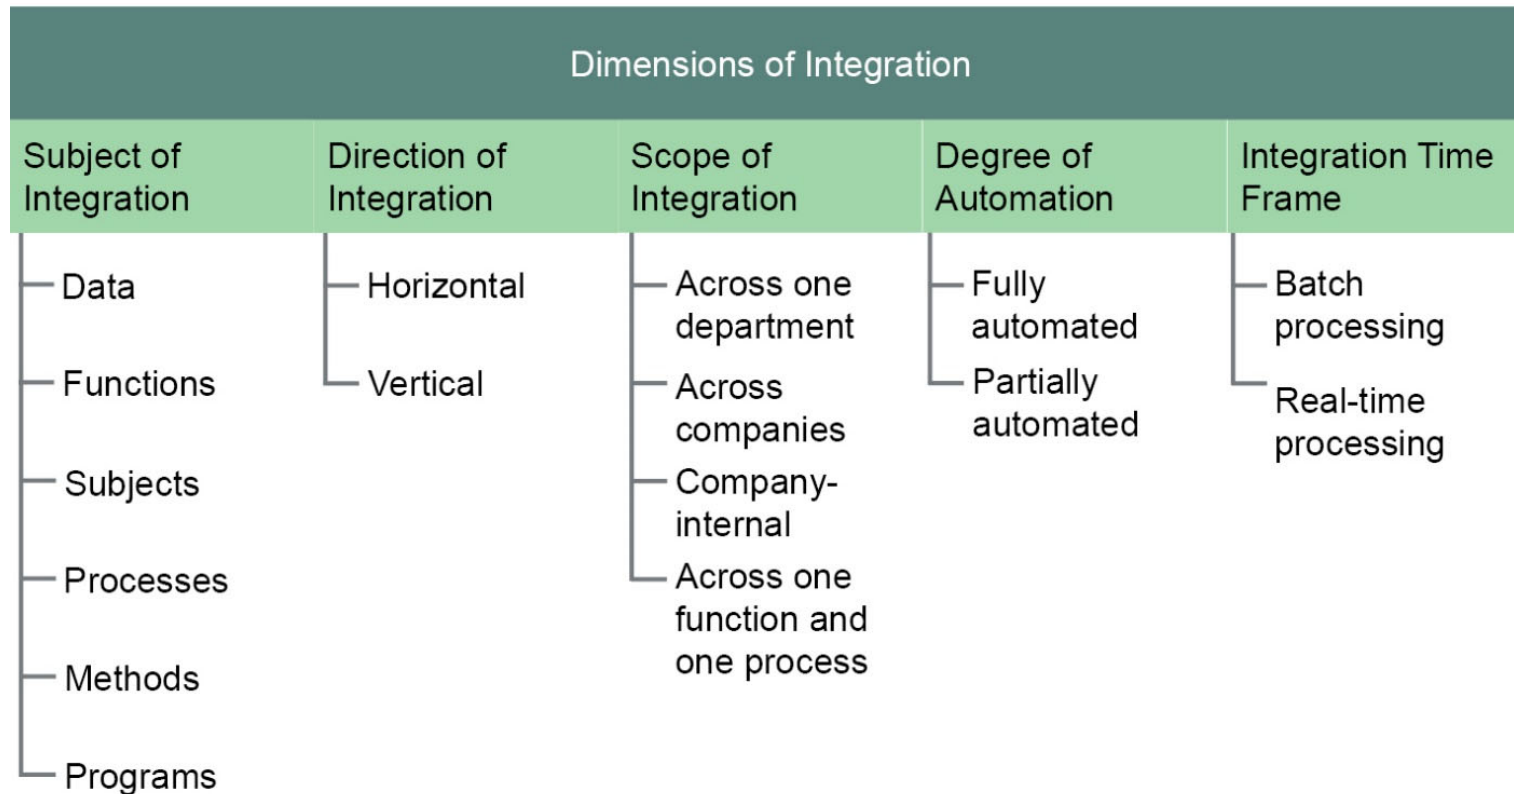 Dimensions of Integration
Subject of
Integration
Data
Functions
Subjects
Processes
Methods
Programs
Direction of
Integration
Horizontal
Vertical
Scope of
Integration
Across one
department
Across
companies
Company-
internal
Across one
function and
one process
Degree of
Automation
Fully
automated
Partially
automated
Integration Time
Frame
Batch
processing
Real-time
processing